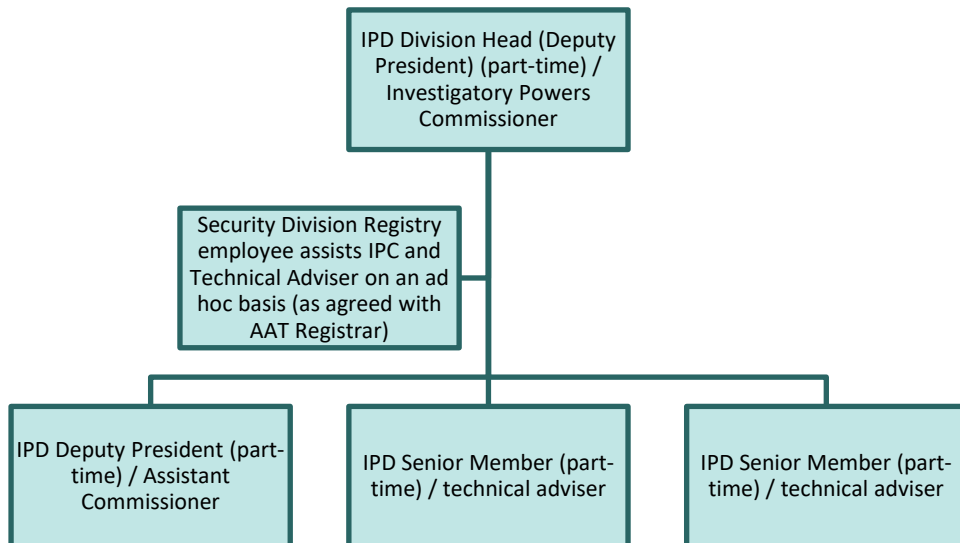 IPD Division Head (Deputy
President) (part-time) /
Investigatory Powers
Commissioner
Security Division Registry
employee assists IPC and
Technical Adviser on an ad
hoc basis (as agreed with
AAT Registrar)
IPD Deputy President (part-
time) / Assistant
Commissioner
IPD Senior Member (part-
time) / technical adviser
IPD Senior Member (part-
time) / technical adviser